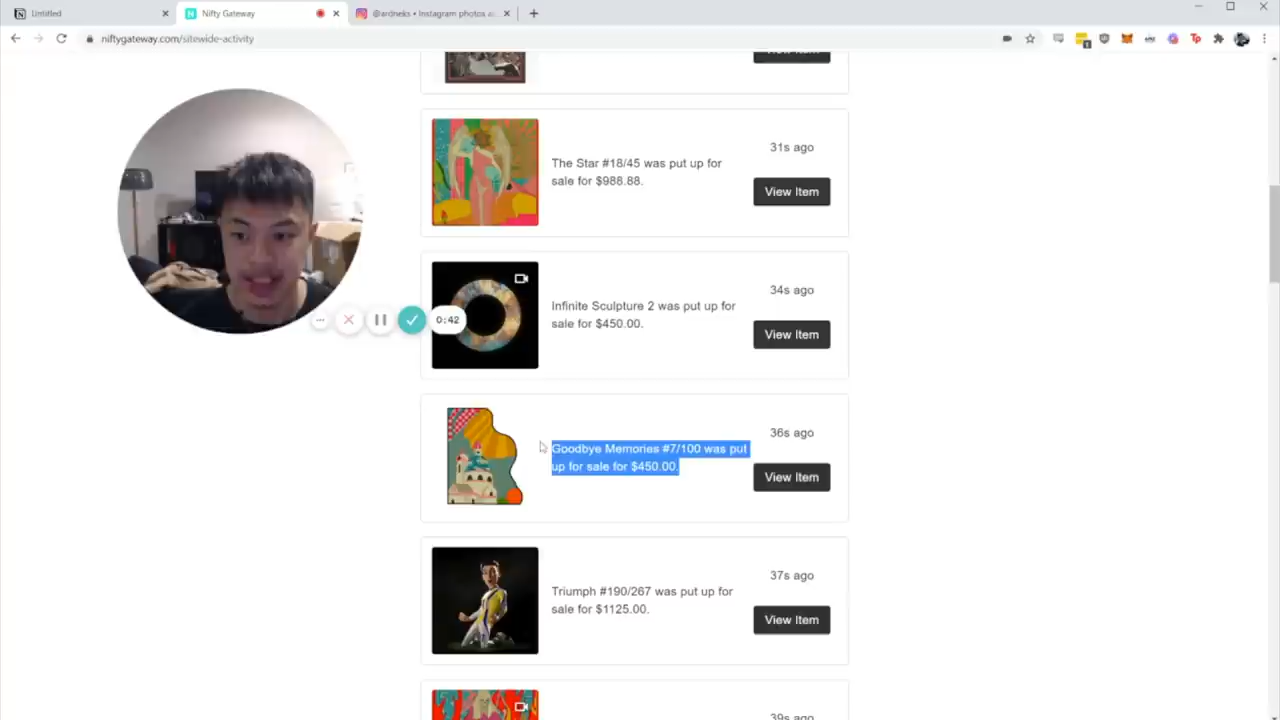 Untitled
Nifty Gateway
@ardneks • Instagram photos a
niftygateway.com/sitewide-activity
View Item
The Star #18/45 was put up for
sale for $988.88.
31s ago
View Item
Infinite Sculpture 2 was put up for
sale for $450.00.
34s ago
View Item
0:42
Goodbye Memories #7/100 was put
up for sale for $450.00.
36s ago
View Item
Triumph #190/267 was put up for
sale for $1125.00.
37s ago
View Item
39s ago